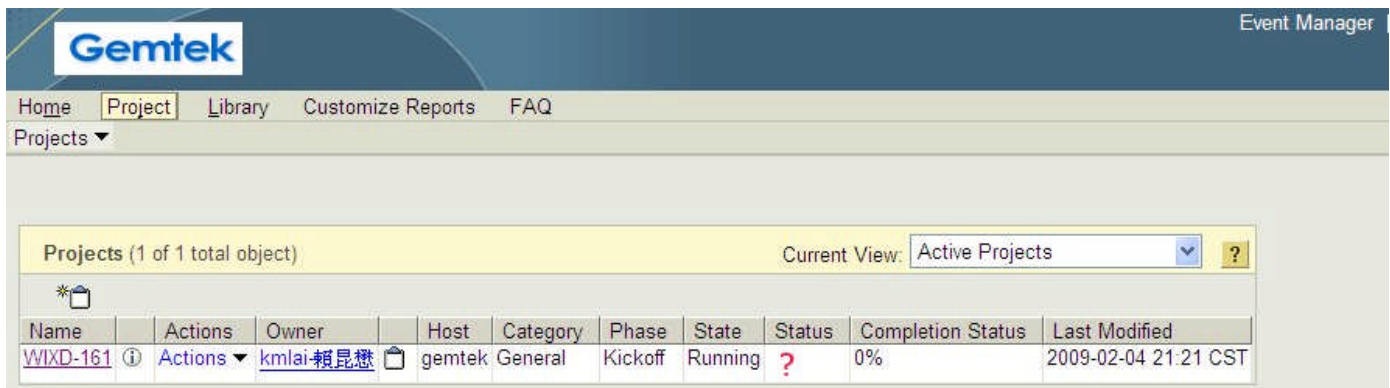 Event Manager
Gemtek
Home Project Library Customize Reports FAQ
Projects
Projects (1 of 1 total object) Current View: Active Projects ?
Name Actions Owner Host Category Phase State Status Completion Status Last Modified
WIXD-161 Actions kmlai-賴昆懋 gemtek General Kickoff Running ? 0% 2009-02-04 21:21 CST